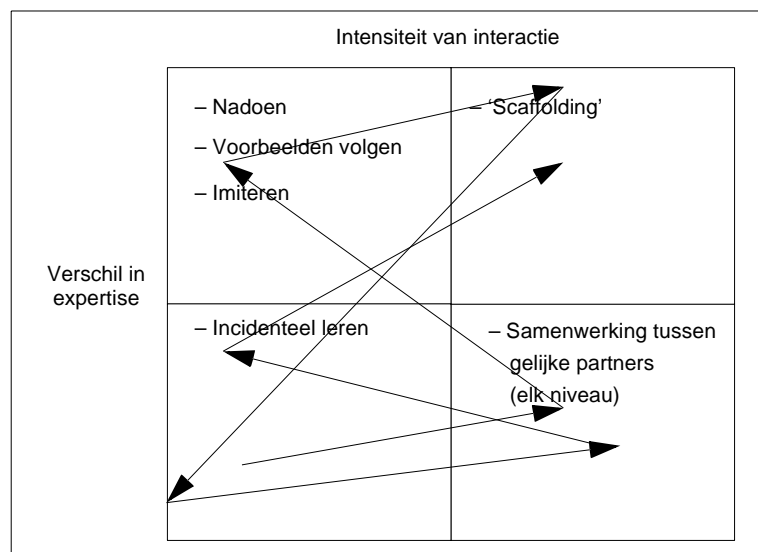 Intensiteit van interactie
– Nadoen
– Voorbeelden volgen
– Imiteren
– ‘Scaffolding’
Verschil in
expertise
– Incidenteel leren
– Samenwerking tussen
gelijke partners
(elk niveau)